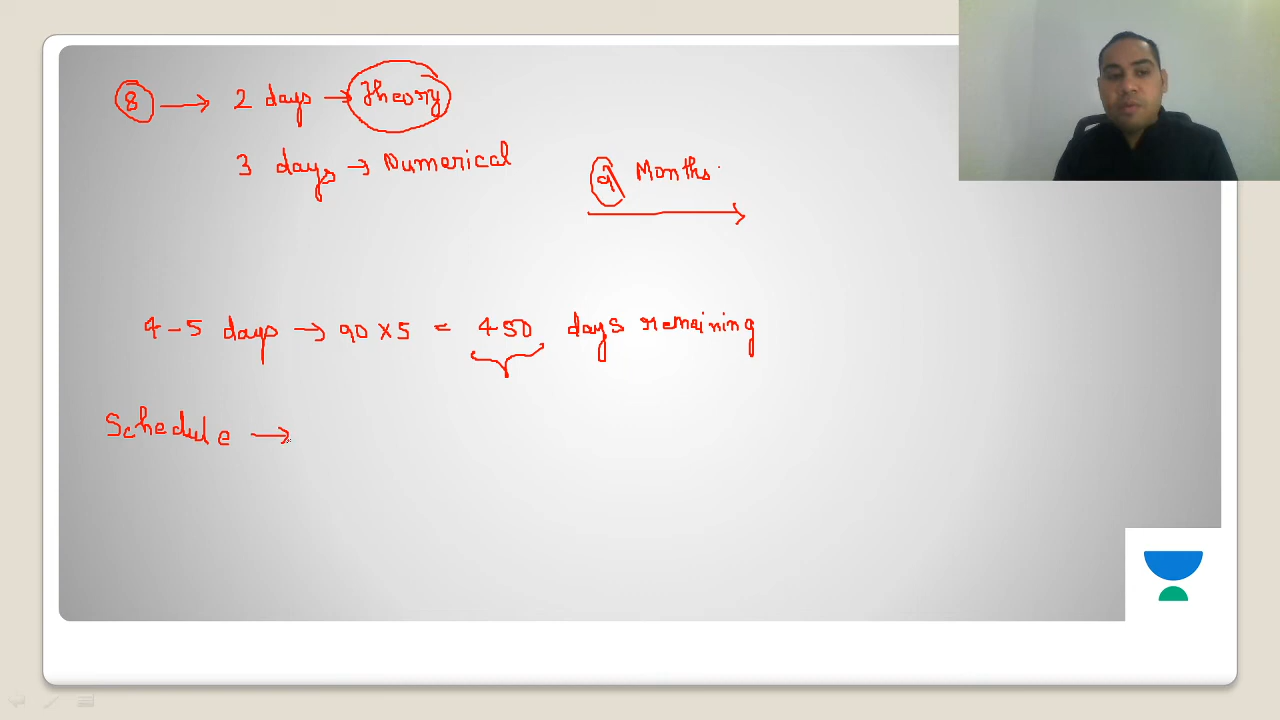 8 → 2 days → Theory
3 days → Numerical
9 Months
4-5 days → 90 x 5 = 450 days remaining
Schedule →